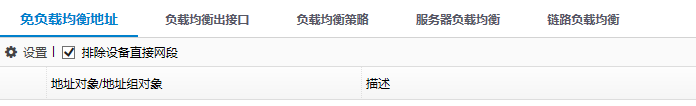 免负载均衡地址 负载均衡出接口 负载均衡策略 服务器负载均衡 链路负载均衡
设置 | 排除设备直接网段
地址对象/地址组对象 描述